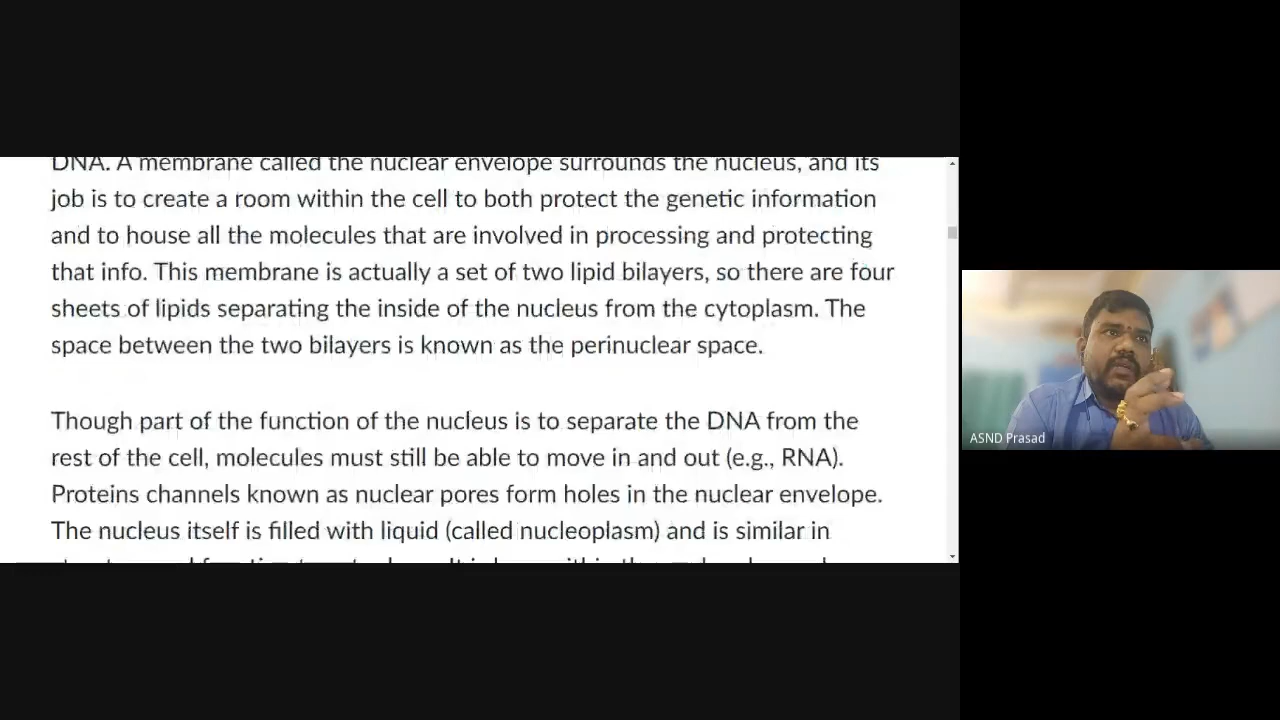 DNA. A membrane called the nuclear envelope surrounds the nucleus, and its
job is to create a room within the cell to both protect the genetic information
and to house all the molecules that are involved in processing and protecting
that info. This membrane is actually a set of two lipid bilayers, so there are four
sheets of lipids separating the inside of the nucleus from the cytoplasm. The
space between the two bilayers is known as the perinuclear space.
Though part of the function of the nucleus is to separate the DNA from the
rest of the cell, molecules must still be able to move in and out (e.g., RNA).
Proteins channels known as nuclear pores form holes in the nuclear envelope.
The nucleus itself is filled with liquid (called nucleoplasm) and is similar in
ASND Prasad